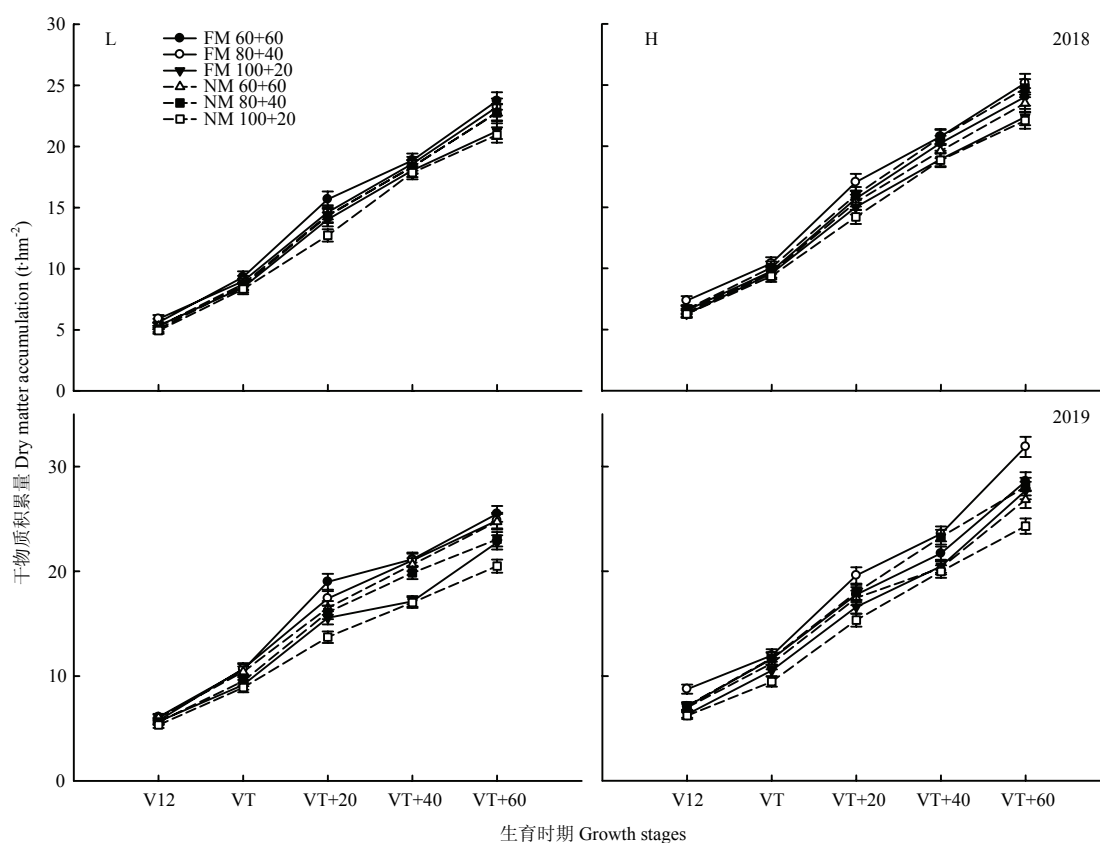 L
FM 60+60
FM 80+40
FM 100+20
NM 60+60
NM 80+40
NM 100+20
H
2018
30
25
20
15
10
5
0
2019
30
20
10
0
干物质积累量 Dry matter accumulation (t·hm-2)
V12 VT VT+20 VT+40 VT+60
V12 VT VT+20 VT+40 VT+60
生育时期 Growth stages